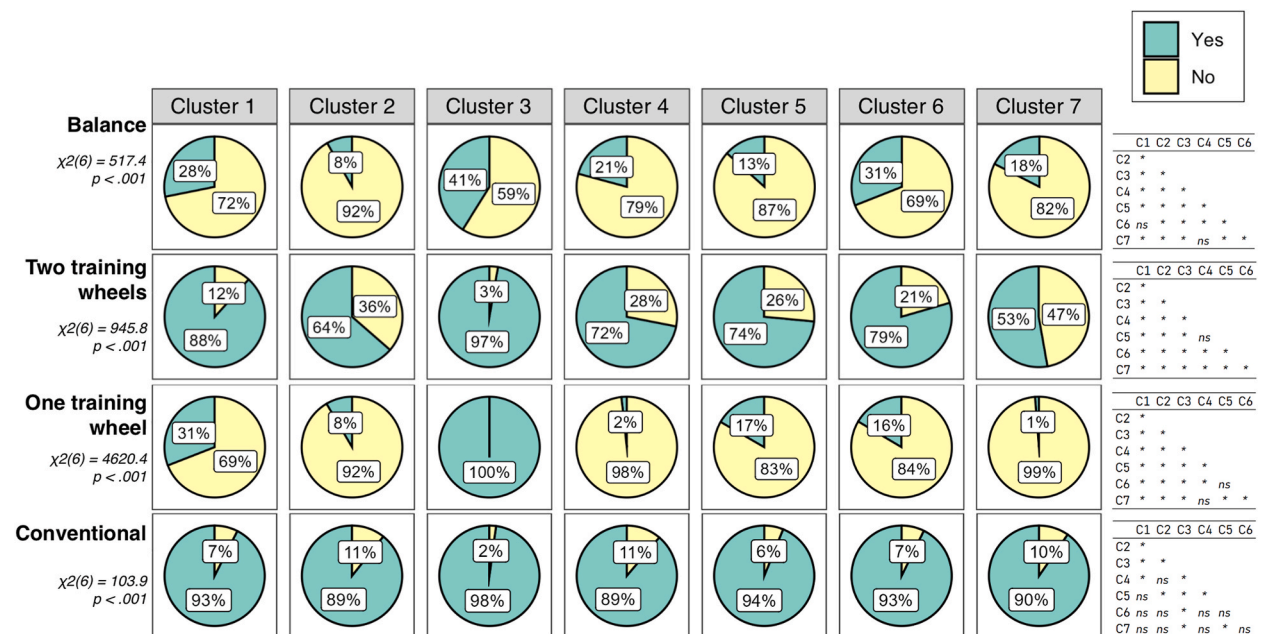 Yes
No
Cluster 1 Cluster 2 Cluster 3 Cluster 4 Cluster 5 Cluster 6 Cluster 7
Balance
χ2(6) = 517.4
p < .001
28% 72%
8% 92%
41% 59%
21% 79%
13% 87%
31% 69%
18% 82%
C1 C2 C3 C4 C5 C6
C2 *
C3 * *
C4 * * *
C5 * * * *
C6 ns * * * *
C7 * * * ns * *
Two training
wheels
χ2(6) = 945.8
p < .001
12% 88%
36% 64%
3% 97%
28% 72%
26% 74%
21% 79%
53% 47%
C1 C2 C3 C4 C5 C6
C2 *
C3 * *
C4 * * *
C5 * * * ns
C6 * * * * *
C7 * * * * * *
One training
wheel
χ2(6) = 4620.4
p < .001
31% 69%
8% 92%
100%
2% 98%
17% 83%
16% 84%
1% 99%
C1 C2 C3 C4 C5 C6
C2 *
C3 * *
C4 * * *
C5 * * * *
C6 * * * * ns
C7 * * * ns * *
Conventional
χ2(6) = 103.9
p < .001
7% 93%
11% 89%
2% 98%
11% 89%
6% 94%
7% 93%
10% 90%
C1 C2 C3 C4 C5 C6
C2 *
C3 * *
C4 * ns *
C5 ns * * *
C6 ns ns * ns ns
C7 ns ns * ns * ns